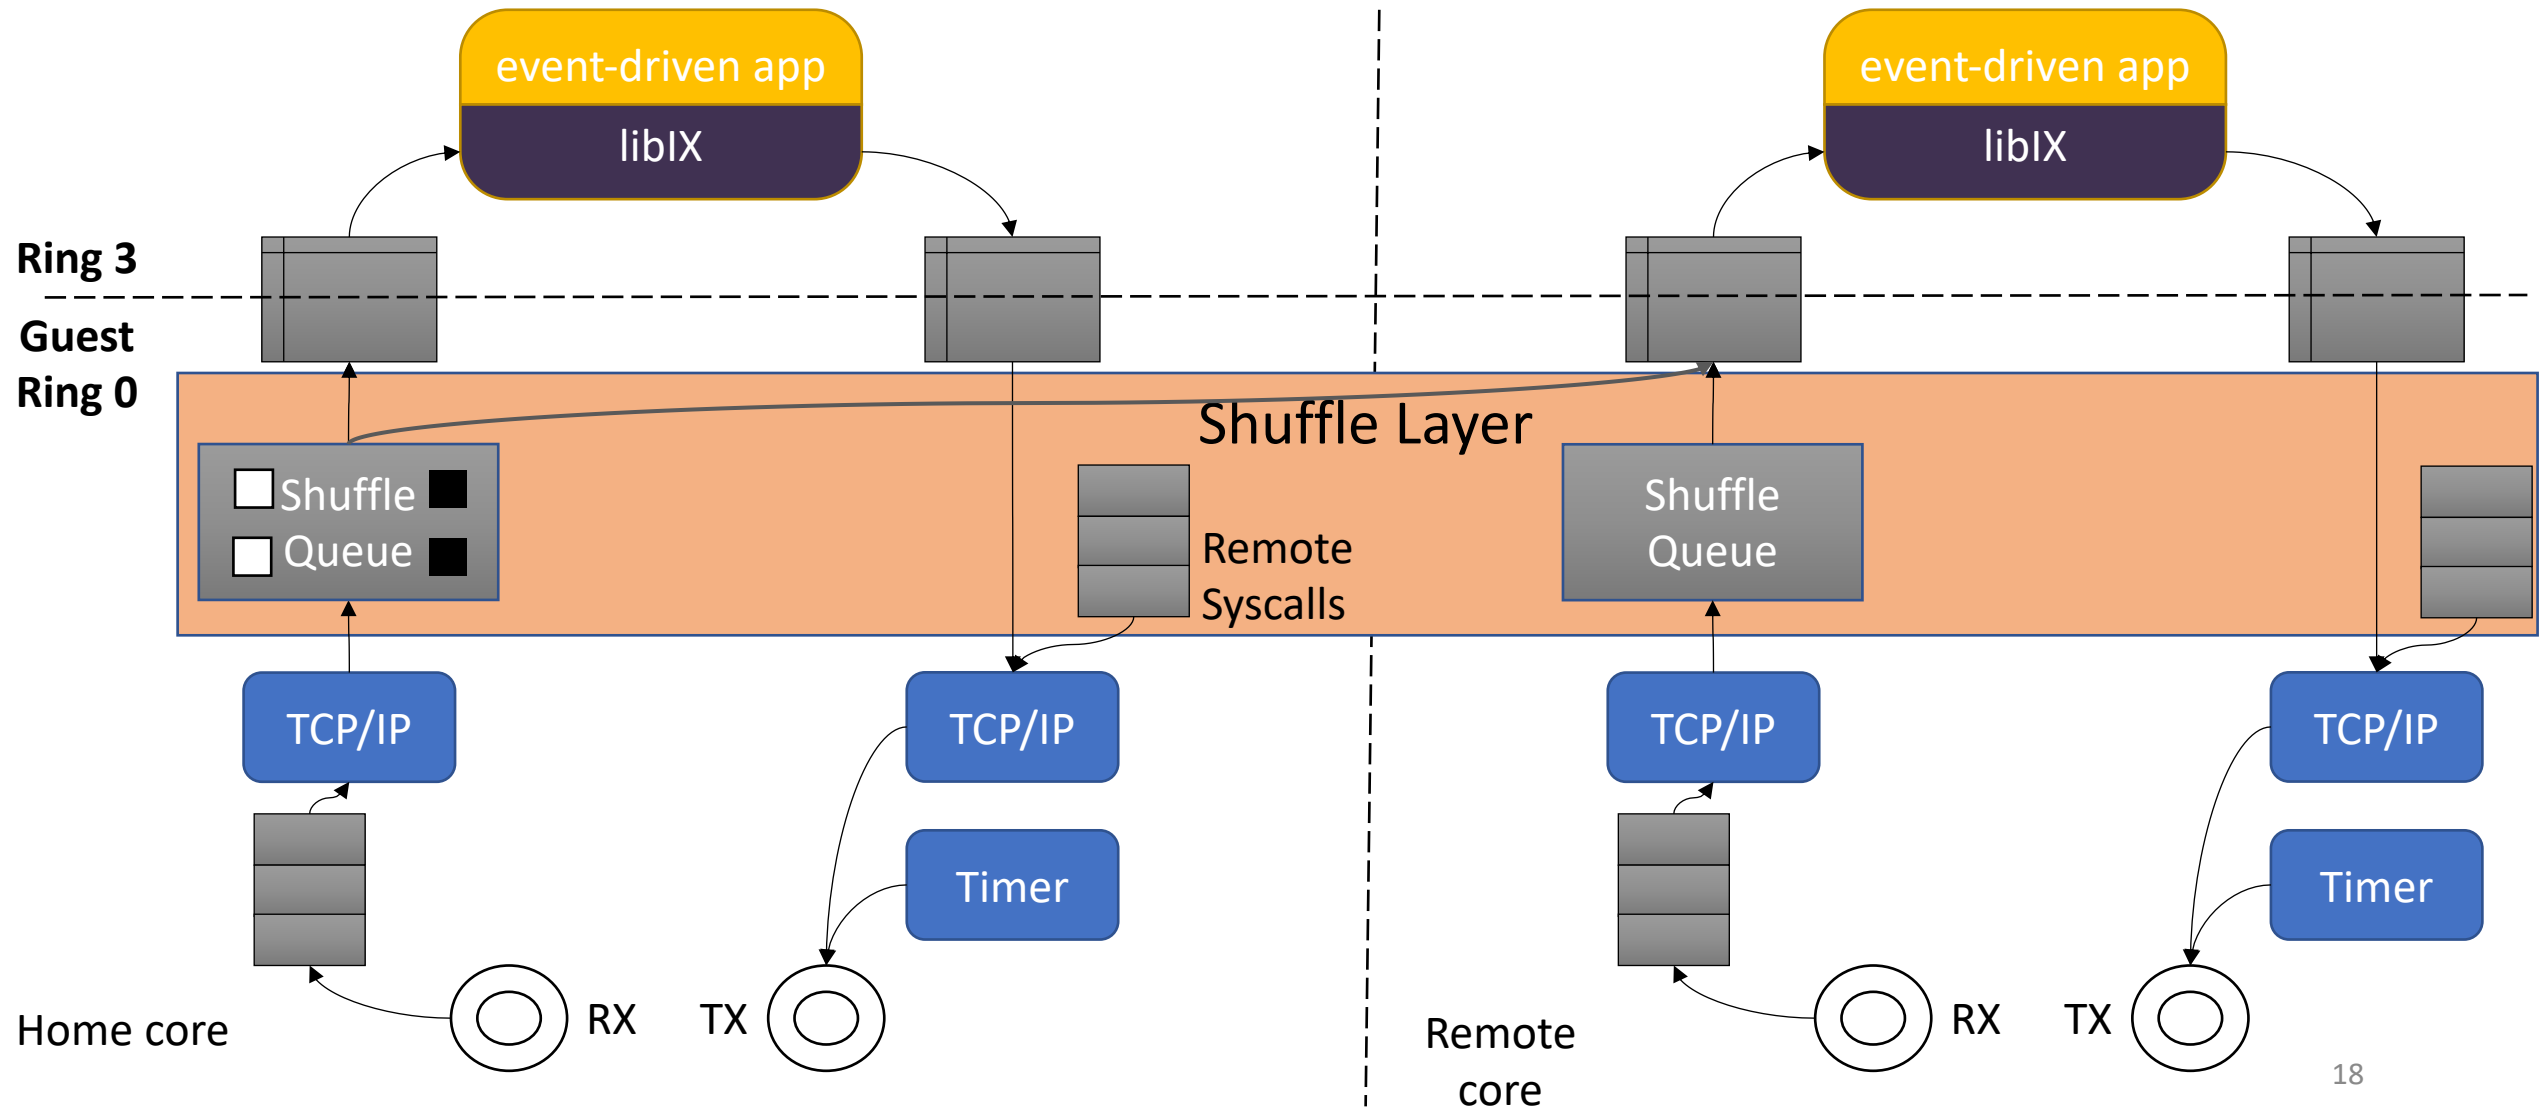 event-driven app
libIX
event-driven app
libIX
Ring 3
Guest
Ring 0
Shuffle Layer
Shuffle
Queue
Remote
Syscalls
Shuffle
Queue
TCP/IP
TCP/IP
TCP/IP
TCP/IP
Timer
Timer
Home core
RX
TX
Remote
core
RX
TX
18